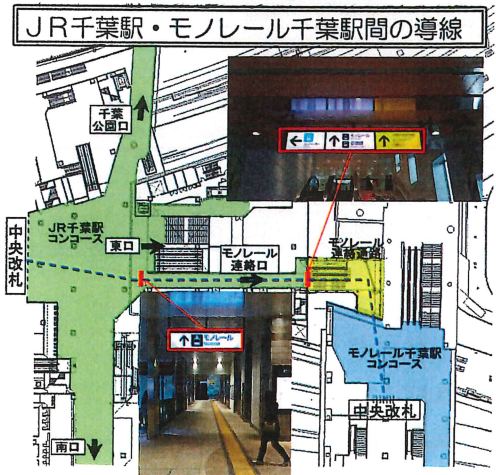 JR千葉駅・モノレール千葉駅間の導線
千葉
公園口
中央改札
JR千葉駅
コンコース
東口
モノレール
連絡口
モノレール
連絡通路
モノレール千葉駅
コンコース
中央改札
モノレール
南口